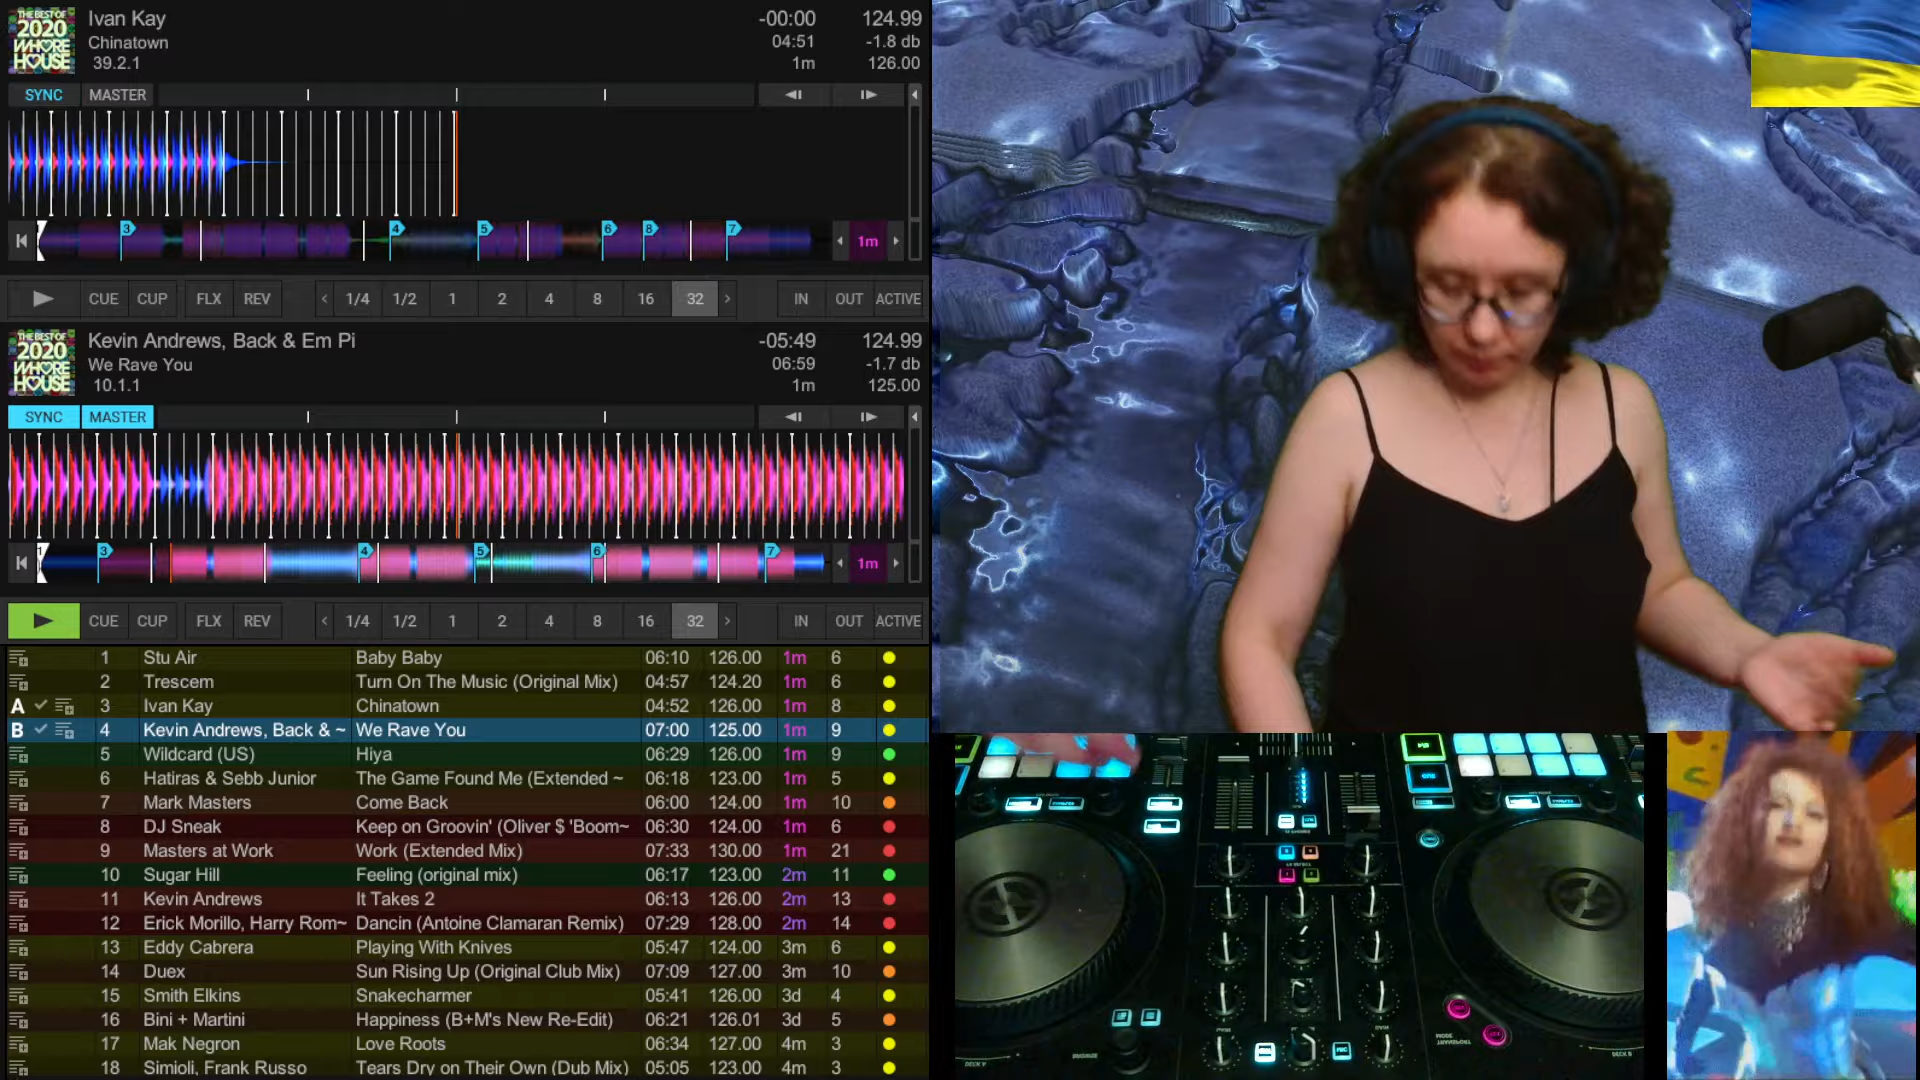 THE BEST OF
2020
WHORE
HOUSE
Ivan Kay
Chinatown
39.2.1
-00:00 124.99
04:51 -1.8 db
1m 126.00
SYNC MASTER
3 4 5 6 8 7
1m
CUE CUP FLX REV < 1/4 1/2 1 2 4 8 16 32 > IN OUT ACTIVE
THE BEST OF
2020
WHORE
HOUSE
Kevin Andrews, Back & Em Pi
We Rave You
10.1.1
-05:49 124.99
06:59 -1.7 db
1m 125.00
SYNC MASTER
1 3 4 5 6 7
1m
CUE CUP FLX REV < 1/4 1/2 1 2 4 8 16 32 > IN OUT ACTIVE
1 Stu Air Baby Baby 06:10 126.00 1m 6
2 Trescem Turn On The Music (Original Mix) 04:57 124.20 1m 6
A 3 Ivan Kay Chinatown 04:52 126.00 1m 8
B 4 Kevin Andrews, Back & ~ We Rave You 07:00 125.00 1m 9
5 Wildcard (US) Hiya 06:29 126.00 1m 9
6 Hatiras & Sebb Junior The Game Found Me (Extended ~ 06:18 123.00 1m 5
7 Mark Masters Come Back 06:00 124.00 1m 10
8 DJ Sneak Keep on Groovin' (Oliver $ 'Boom~ 06:30 124.00 1m 6
9 Masters at Work Work (Extended Mix) 07:33 130.00 1m 21
10 Sugar Hill Feeling (original mix) 06:17 123.00 2m 11
11 Kevin Andrews It Takes 2 06:13 126.00 2m 13
12 Erick Morillo, Harry Rom~ Dancin (Antoine Clamaran Remix) 07:29 128.00 2m 14
13 Eddy Cabrera Playing With Knives 05:47 124.00 3m 6
14 Duex Sun Rising Up (Original Club Mix) 07:09 127.00 3m 10
15 Smith Elkins Snakecharmer 05:41 126.00 3d 4
16 Bini + Martini Happiness (B+M's New Re-Edit) 06:21 126.01 3d 5
17 Mak Negron Love Roots 06:34 127.00 4m 3
18 Simioli, Frank Russo Tears Dry on Their Own (Dub Mix) 05:05 123.00 4m 3